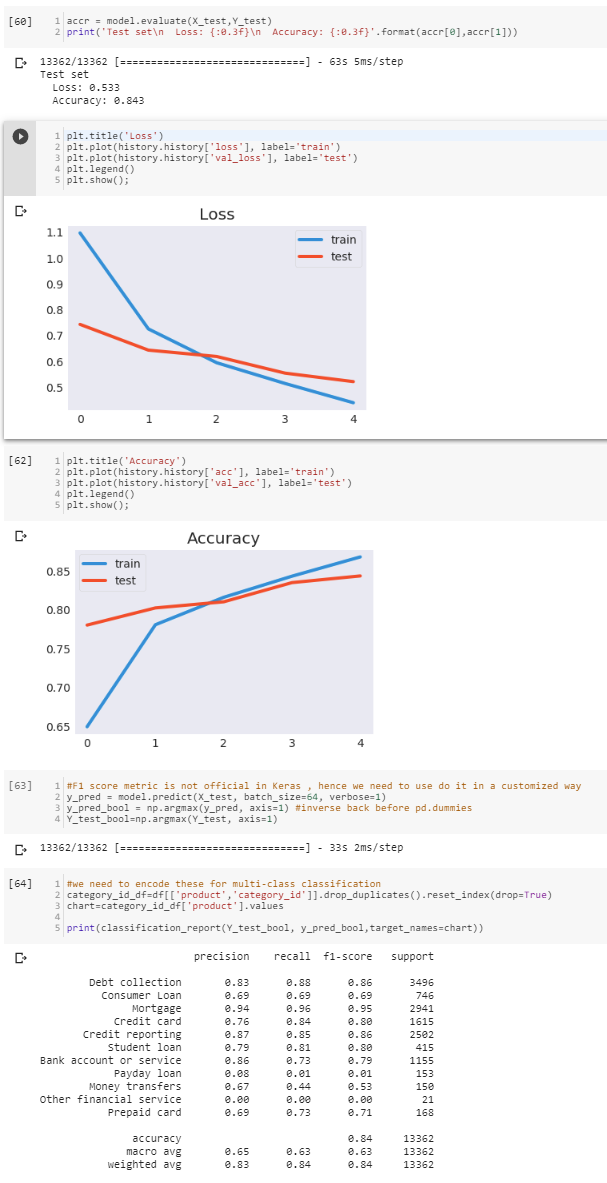 [60] 1 accr = model.evaluate(X_test,Y_test)
2 print('Test set\n  Loss: {:0.3f}\n  Accuracy: {:0.3f}'.format(accr[0],accr[1]))
13362/13362 [==============================] - 63s 5ms/step
Test set
  Loss: 0.533
  Accuracy: 0.843
1 plt.title('Loss')
2 plt.plot(history.history['loss'], label='train')
3 plt.plot(history.history['val_loss'], label='test')
4 plt.legend()
5 plt.show();
Loss
train
test
1.1
1.0
0.9
0.8
0.7
0.6
0.5
0 1 2 3 4
[62] 1 plt.title('Accuracy')
2 plt.plot(history.history['acc'], label='train')
3 plt.plot(history.history['val_acc'], label='test')
4 plt.legend()
5 plt.show();
Accuracy
train
test
0.85
0.80
0.75
0.70
0.65
0 1 2 3 4
[63] 1 #F1 score metric is not official in Keras , hence we need to use do it in a customized way
2 y_pred = model.predict(X_test, batch_size=64, verbose=1)
3 y_pred_bool = np.argmax(y_pred, axis=1) #inverse back before pd.dummies
4 Y_test_bool=np.argmax(Y_test, axis=1)
13362/13362 [==============================] - 33s 2ms/step
[64] 1 #we need to encode these for multi-class classification
2 category_id_df=df[['product','category_id']].drop_duplicates().reset_index(drop=True)
3 chart=category_id_df['product'].values
4
5 print(classification_report(Y_test_bool, y_pred_bool,target_names=chart))
precision recall f1-score support
Debt collection 0.83 0.88 0.86 3496
Consumer Loan 0.69 0.69 0.69 746
Mortgage 0.94 0.96 0.95 2941
Credit card 0.76 0.84 0.80 1615
Credit reporting 0.87 0.85 0.86 2502
Student loan 0.79 0.81 0.80 415
Bank account or service 0.86 0.73 0.79 1155
Payday loan 0.08 0.01 0.01 153
Money transfers 0.67 0.44 0.53 150
Other financial service 0.00 0.00 0.00 21
Prepaid card 0.69 0.73 0.71 168
accuracy 0.84 13362
macro avg 0.65 0.63 0.63 13362
weighted avg 0.83 0.84 0.84 13362